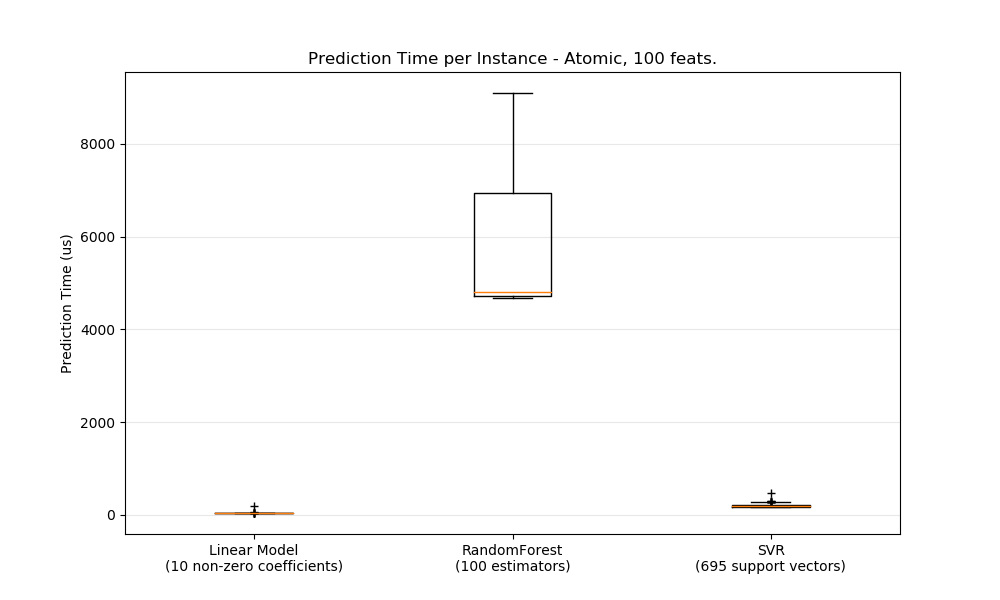 Prediction Time per Instance - Atomic, 100 feats.
Prediction Time (us)
8000
6000
4000
2000
0
Linear Model
(10 non-zero coefficients)
RandomForest
(100 estimators)
SVR
(695 support vectors)